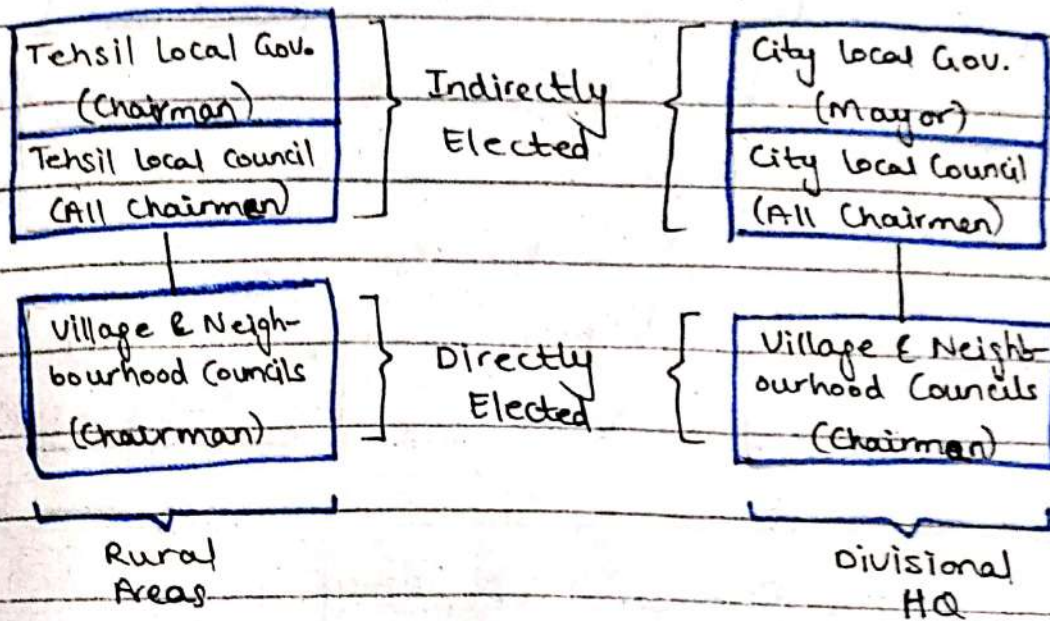 Tehsil Local Gov.
(Chairman)
Tehsil Local Council
(All Chairmen)
Indirectly
Elected
City Local Gov.
(Mayor)
City Local Council
(All Chairmen)
Village & Neigh-
bourhood Councils
(Chairman)
Directly
Elected
Village & Neighb-
ourhood Councils
(Chairman)
Rural
Areas
Divisional
HQ